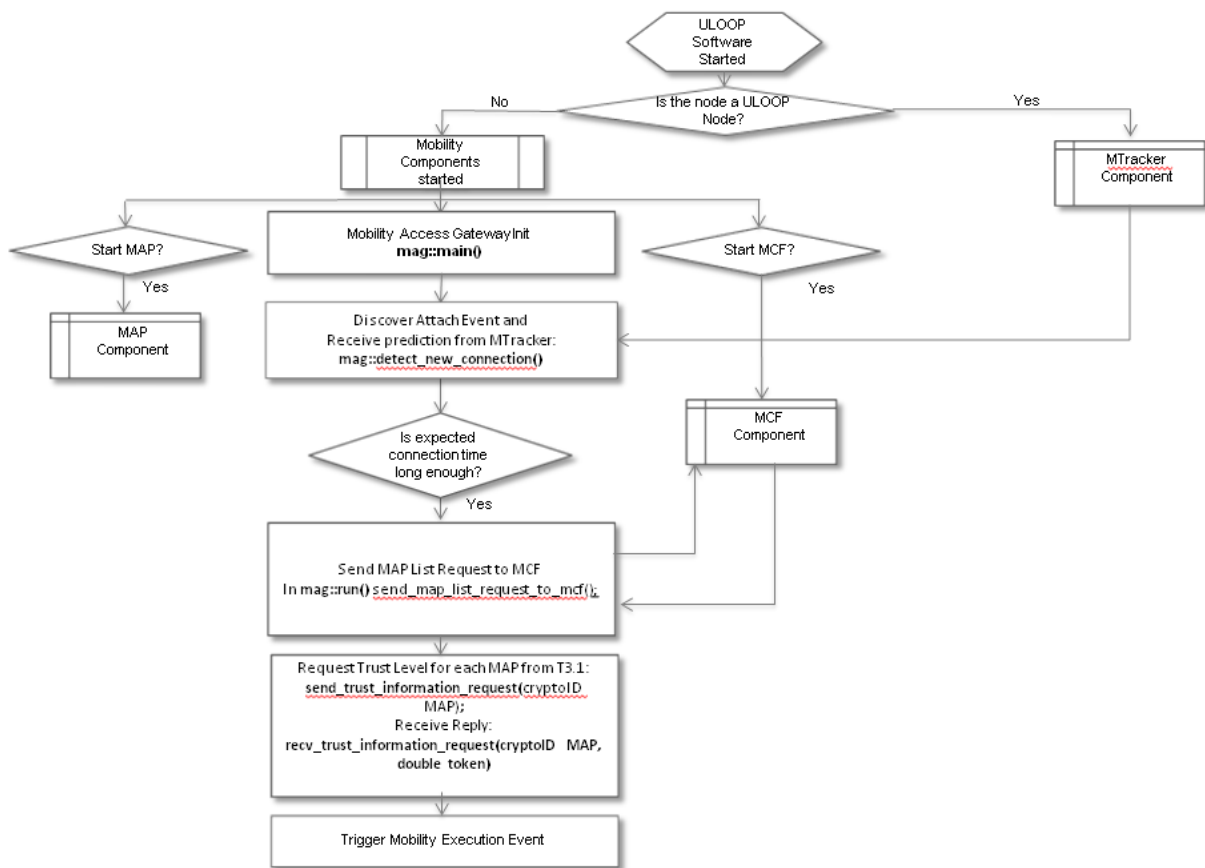 ULOOP
Software
Started
Is the node a ULOOP
Node?
No
Yes
Mobility
Components
started
MTracker
Component
Start MAP?
Mobility Access GatewayInit
mag::main()
Start MCF?
Yes
Yes
MAP
Component
Discover Attach Event and
Receive prediction from MTracker:
mag::detect_new_connection()
MCF
Component
Is expected
connection time
long enough?
Yes
Send MAP List Request to MCF
In mag::run() send_map_list_request_to_mcf();
Request Trust Level for each MAP from T3.1:
send_trust_information_request(cryptoID
MAP);
Receive Reply:
recv_trust_information_request(cryptoID MAP,
double token)
Trigger Mobility Execution Event